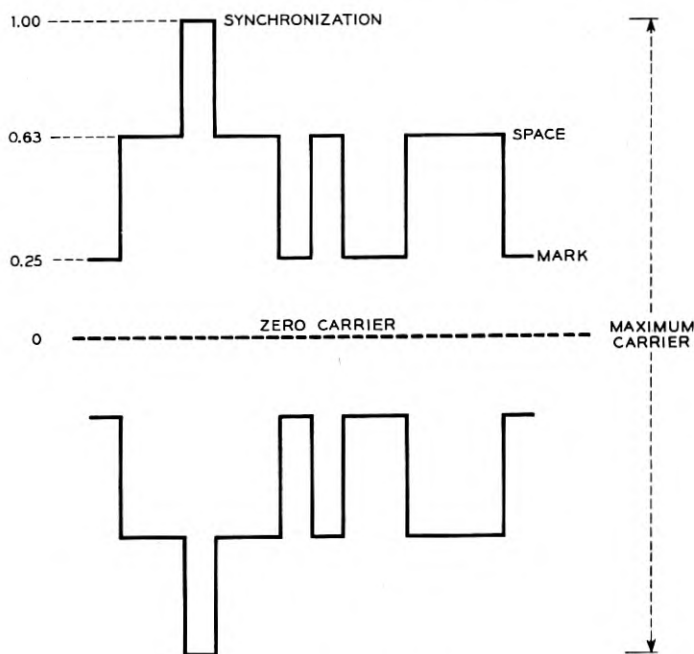 1.00
SYNCHRONIZATION
0.63
SPACE
0.25
MARK
ZERO CARRIER
0
MAXIMUM
CARRIER